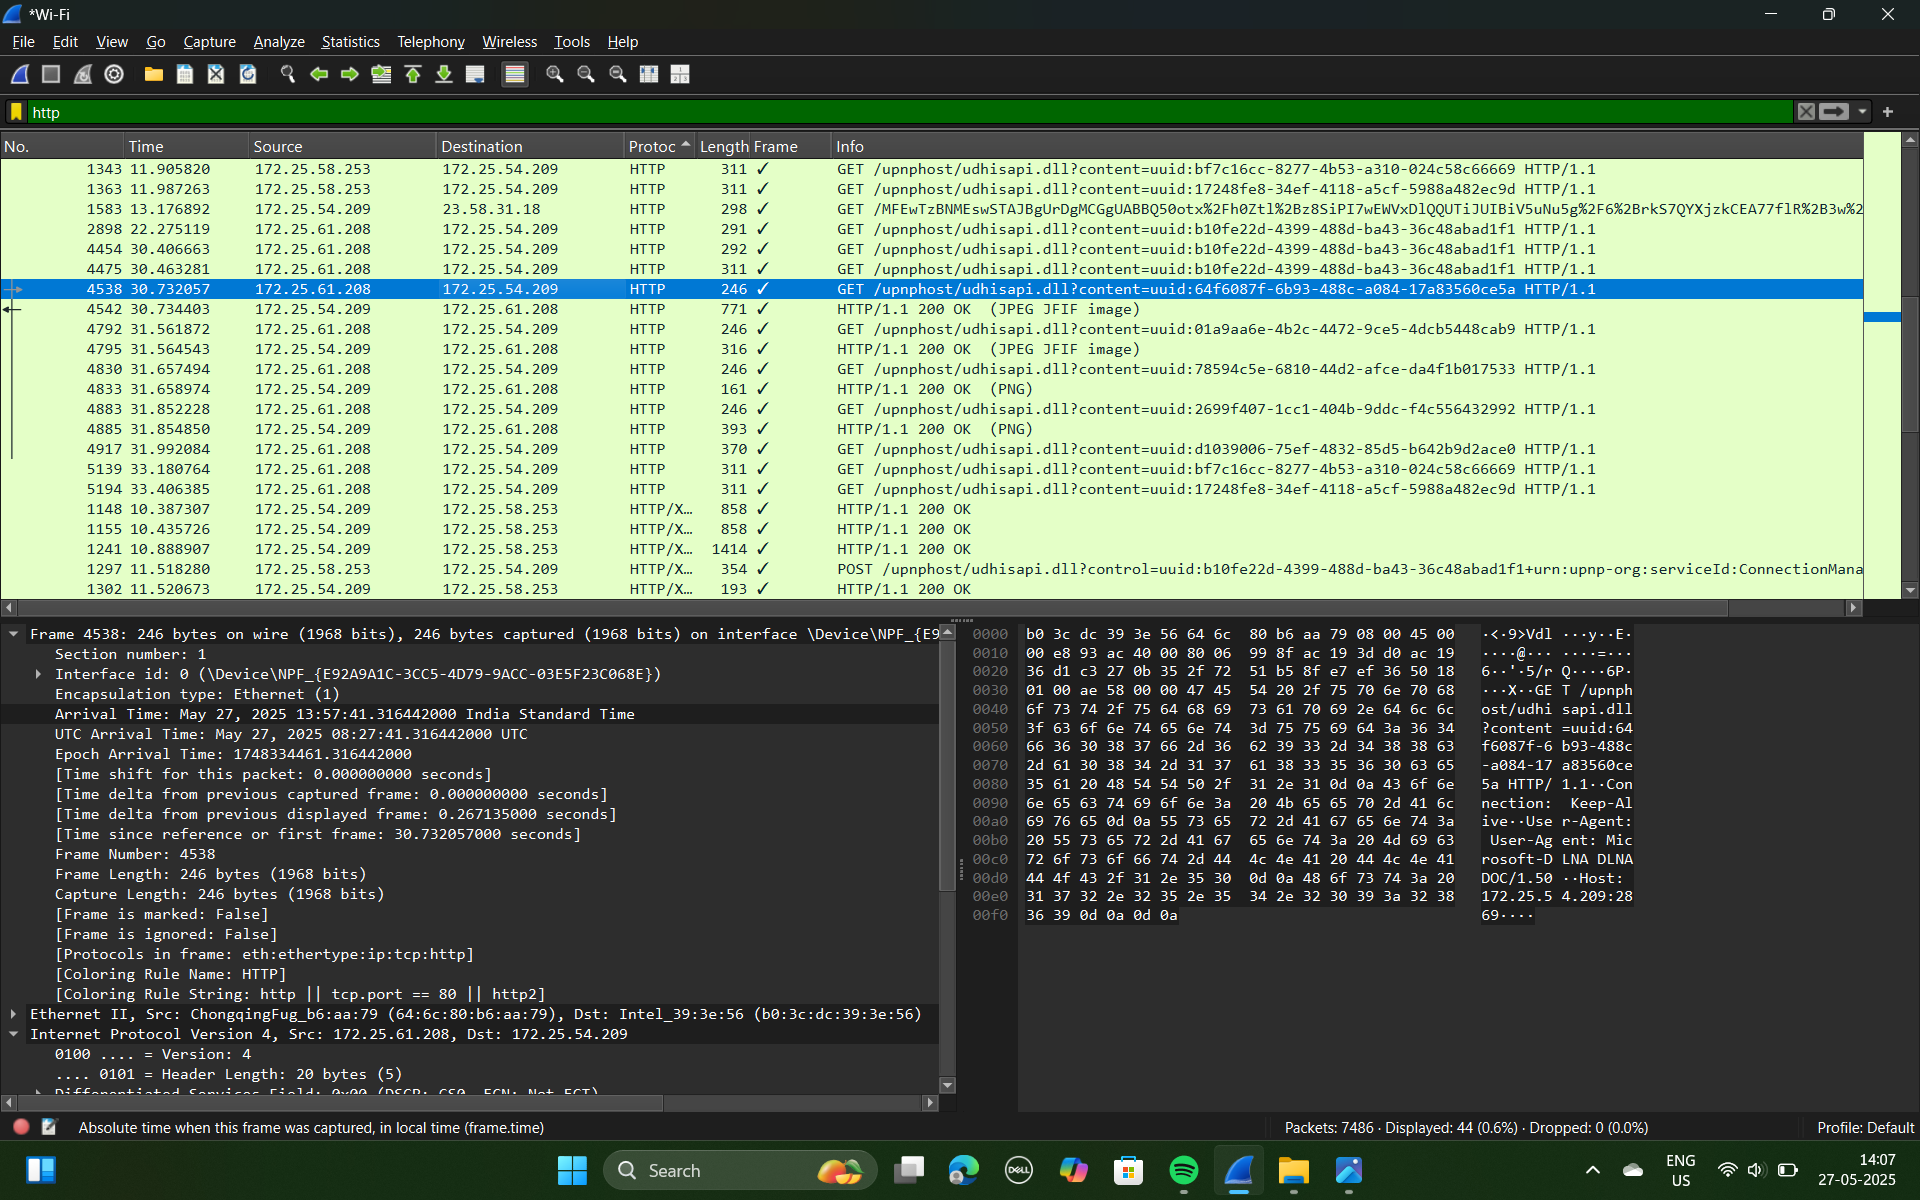 *Wi-Fi
File Edit View Go Capture Analyze Statistics Telephony Wireless Tools Help
http
No. Time Source Destination Protoc Length Frame Info
1343 11.905820 172.25.58.253 172.25.54.209 HTTP 311 ✓ GET /upnphost/udhisapi.dll?content=uuid:bf7c16cc-8277-4b53-a310-024c58c66669 HTTP/1.1
1363 11.987263 172.25.58.253 172.25.54.209 HTTP 311 ✓ GET /upnphost/udhisapi.dll?content=uuid:17248fe8-34ef-4118-a5cf-5988a482ec9d HTTP/1.1
1583 13.176892 172.25.54.209 23.58.31.18 HTTP 298 ✓ GET /MFEwTzBNMEswSTAJBgUrDgMCGgUABBQ50otx%2Fh0Ztl%2Bz8SiPI7wEWVxDlQQUTiJUIBiV5uNu5g%2F6%2BrkS7QYXjzkCEA77flR%2B3w%2
2898 22.275119 172.25.61.208 172.25.54.209 HTTP 291 ✓ GET /upnphost/udhisapi.dll?content=uuid:b10fe22d-4399-488d-ba43-36c48abad1f1 HTTP/1.1
4454 30.406663 172.25.61.208 172.25.54.209 HTTP 292 ✓ GET /upnphost/udhisapi.dll?content=uuid:b10fe22d-4399-488d-ba43-36c48abad1f1 HTTP/1.1
4475 30.463281 172.25.61.208 172.25.54.209 HTTP 311 ✓ GET /upnphost/udhisapi.dll?content=uuid:b10fe22d-4399-488d-ba43-36c48abad1f1 HTTP/1.1
4538 30.732057 172.25.61.208 172.25.54.209 HTTP 246 ✓ GET /upnphost/udhisapi.dll?content=uuid:64f6087f-6b93-488c-a084-17a83560ce5a HTTP/1.1
4542 30.734403 172.25.54.209 172.25.61.208 HTTP 771 ✓ HTTP/1.1 200 OK (JPEG JFIF image)
4792 31.561872 172.25.61.208 172.25.54.209 HTTP 246 ✓ GET /upnphost/udhisapi.dll?content=uuid:01a9aa6e-4b2c-4472-9ce5-4dcb5448cab9 HTTP/1.1
4795 31.564543 172.25.54.209 172.25.61.208 HTTP 316 ✓ HTTP/1.1 200 OK (JPEG JFIF image)
4830 31.657494 172.25.61.208 172.25.54.209 HTTP 246 ✓ GET /upnphost/udhisapi.dll?content=uuid:78594c5e-6810-44d2-afce-da4f1b017533 HTTP/1.1
4833 31.658974 172.25.54.209 172.25.61.208 HTTP 161 ✓ HTTP/1.1 200 OK (PNG)
4883 31.852228 172.25.61.208 172.25.54.209 HTTP 246 ✓ GET /upnphost/udhisapi.dll?content=uuid:2699f407-1cc1-404b-9ddc-f4c556432992 HTTP/1.1
4885 31.854850 172.25.54.209 172.25.61.208 HTTP 393 ✓ HTTP/1.1 200 OK (PNG)
4917 31.992084 172.25.61.208 172.25.54.209 HTTP 370 ✓ GET /upnphost/udhisapi.dll?content=uuid:d1039006-75ef-4832-85d5-b642b9d2ace0 HTTP/1.1
5139 33.180764 172.25.61.208 172.25.54.209 HTTP 311 ✓ GET /upnphost/udhisapi.dll?content=uuid:bf7c16cc-8277-4b53-a310-024c58c66669 HTTP/1.1
5194 33.406385 172.25.61.208 172.25.54.209 HTTP 311 ✓ GET /upnphost/udhisapi.dll?content=uuid:17248fe8-34ef-4118-a5cf-5988a482ec9d HTTP/1.1
1148 10.387307 172.25.54.209 172.25.58.253 HTTP/X… 858 ✓ HTTP/1.1 200 OK
1155 10.435726 172.25.54.209 172.25.58.253 HTTP/X… 858 ✓ HTTP/1.1 200 OK
1241 10.888907 172.25.54.209 172.25.58.253 HTTP/X… 1414 ✓ HTTP/1.1 200 OK
1297 11.518280 172.25.58.253 172.25.54.209 HTTP/X… 354 ✓ POST /upnphost/udhisapi.dll?control=uuid:b10fe22d-4399-488d-ba43-36c48abad1f1+urn:upnp-org:serviceId:ConnectionMana
1302 11.520673 172.25.54.209 172.25.58.253 HTTP/X… 193 ✓ HTTP/1.1 200 OK
Frame 4538: 246 bytes on wire (1968 bits), 246 bytes captured (1968 bits) on interface \Device\NPF_{E9
Section number: 1
Interface id: 0 (\Device\NPF_{E92A9A1C-3CC5-4D79-9ACC-03E5F23C068E})
Encapsulation type: Ethernet (1)
Arrival Time: May 27, 2025 13:57:41.316442000 India Standard Time
UTC Arrival Time: May 27, 2025 08:27:41.316442000 UTC
Epoch Arrival Time: 1748334461.316442000
[Time shift for this packet: 0.000000000 seconds]
[Time delta from previous captured frame: 0.000000000 seconds]
[Time delta from previous displayed frame: 0.267135000 seconds]
[Time since reference or first frame: 30.732057000 seconds]
Frame Number: 4538
Frame Length: 246 bytes (1968 bits)
Capture Length: 246 bytes (1968 bits)
[Frame is marked: False]
[Frame is ignored: False]
[Protocols in frame: eth:ethertype:ip:tcp:http]
[Coloring Rule Name: HTTP]
[Coloring Rule String: http || tcp.port == 80 || http2]
Ethernet II, Src: ChongqingFug_b6:aa:79 (64:6c:80:b6:aa:79), Dst: Intel_39:3e:56 (b0:3c:dc:39:3e:56)
Internet Protocol Version 4, Src: 172.25.61.208, Dst: 172.25.54.209
0100 .... = Version: 4
.... 0101 = Header Length: 20 bytes (5)
Differentiated Services Field: 0x00 (DSCP: CS0, ECN: Not-ECT)
0000 b0 3c dc 39 3e 56 64 6c 80 b6 aa 79 08 00 45 00 ·<·9>Vdl ···y··E·
0010 00 e8 93 ac 40 00 80 06 99 8f ac 19 3d d0 ac 19 ····@··· ····=···
0020 36 d1 c3 27 0b 35 2f 72 51 b5 8f e7 ef 36 50 18 6··'·5/r Q····6P·
0030 01 00 ae 58 00 00 47 45 54 20 2f 75 70 6e 70 68 ···X··GE T /upnph
0040 6f 73 74 2f 75 64 68 69 73 61 70 69 2e 64 6c 6c ost/udhi sapi.dll
0050 3f 63 6f 6e 74 65 6e 74 3d 75 75 69 64 3a 36 34 ?content =uuid:64
0060 66 36 30 38 37 66 2d 36 62 39 33 2d 34 38 38 63 f6087f-6 b93-488c
0070 2d 61 30 38 34 2d 31 37 61 38 33 35 36 30 63 65 -a084-17 a83560ce
0080 35 61 20 48 54 54 50 2f 31 2e 31 0d 0a 43 6f 6e 5a HTTP/ 1.1··Con
0090 6e 65 63 74 69 6f 6e 3a 20 4b 65 65 70 2d 41 6c nection: Keep-Al
00a0 69 76 65 0d 0a 55 73 65 72 2d 41 67 65 6e 74 3a ive··Use r-Agent:
00b0 20 55 73 65 72 2d 41 67 65 6e 74 3a 20 4d 69 63 User-Ag ent: Mic
00c0 72 6f 73 6f 66 74 2d 44 4c 4e 41 20 44 4c 4e 41 rosoft-D LNA DLNA
00d0 44 4f 43 2f 31 2e 35 30 0d 0a 48 6f 73 74 3a 20 DOC/1.50 ··Host:
00e0 31 37 32 2e 32 35 2e 35 34 2e 32 30 39 3a 32 38 172.25.5 4.209:28
00f0 36 39 0d 0a 0d 0a 69····
Absolute time when this frame was captured, in local time (frame.time)
Packets: 7486 · Displayed: 44 (0.6%) · Dropped: 0 (0.0%)
Profile: Default
Search
DELL
ENG
US
14:07
27-05-2025